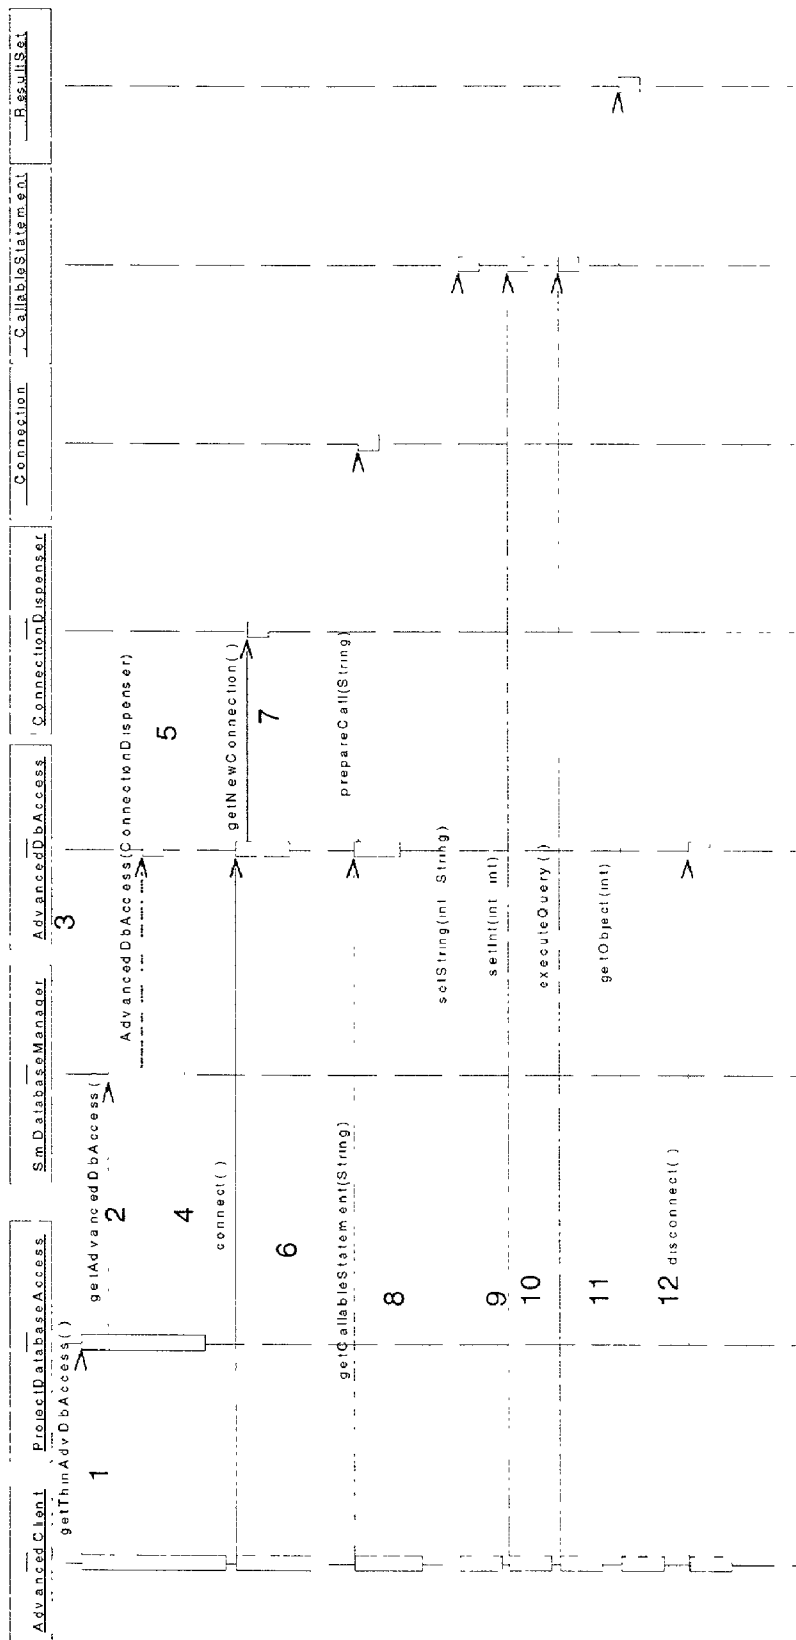 AdvancedClient
ProjectDatabaseAccess
SmDatabaseManager
AdvancedDbAccess
ConnectionDispenser
Connection
CallableStatement
ResultSet
getThinAdvDbAccess( )
1
getAdvancedDbAccess( )
2
3
AdvancedDbAccess(ConnectionDispenser)
4
5
connect( )
getNewConnection( )
6
7
getCallableStatement(String)
prepareCall(String)
8
setString(int String)
9
setInt(int int)
10
executeQuery( )
11
getObject(int)
12
disconnect( )